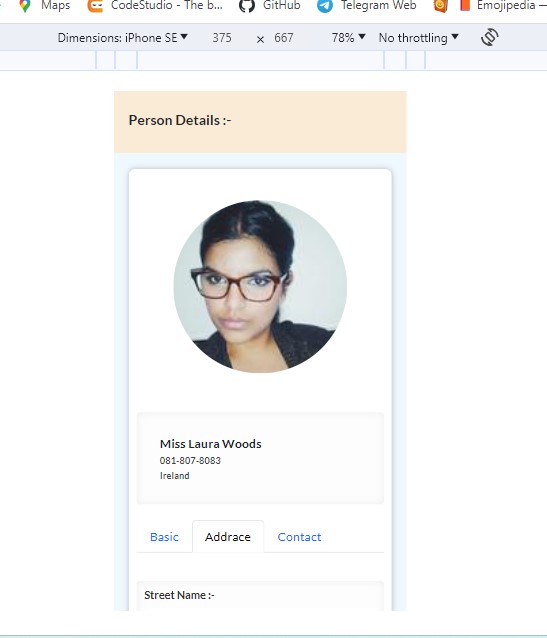 Maps CodeStudio - The b... GitHub Telegram Web Emojipedia —
Dimensions: iPhone SE 375 × 667 78% No throttling
Person Details :-
Miss Laura Woods
081-807-8083
Ireland
Basic Addrace Contact
Street Name :-